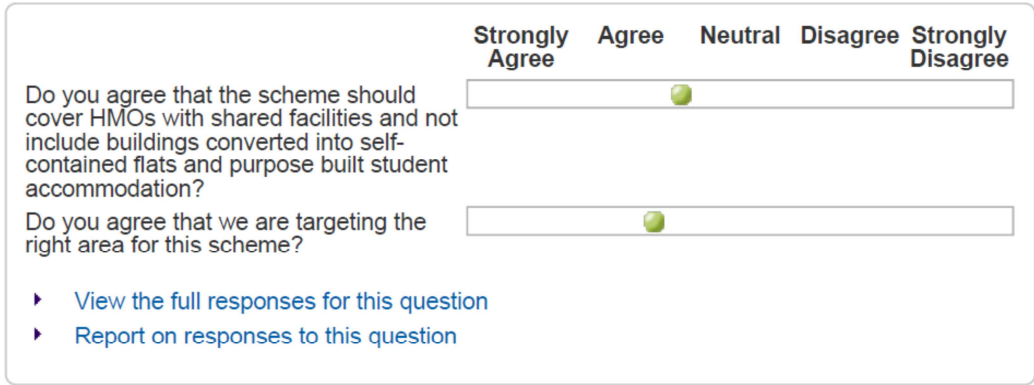 Strongly Agree Agree Neutral Disagree Strongly Disagree
Do you agree that the scheme should
cover HMOs with shared facilities and not
include buildings converted into self-
contained flats and purpose built student
accommodation?
Do you agree that we are targeting the
right area for this scheme?
View the full responses for this question
Report on responses to this question